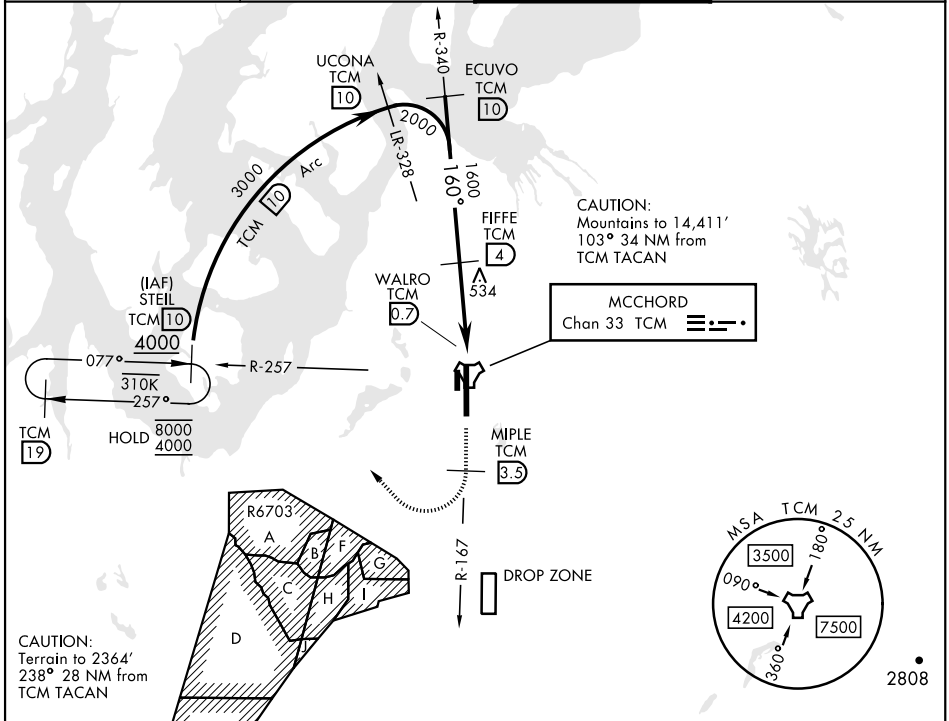 R-340
UCONA
TCM
10
ECUVO
TCM
10
2000
LR-328
3000
Arc
TCM 10
1600
160°
FIFFE
TCM
4
534
CAUTION:
Mountains to 14,411'
103° 34 NM from
TCM TACAN
WALRO
TCM
0.7
MCCHORD
Chan 33 TCM
(IAF)
STEIL
TCM 10
4000
077°
310K
257°
R-257
TCM
19
HOLD 8000
4000
MIPLE
TCM
3.5
R-167
DROP ZONE
R6703
A
B
F
G
C
H
I
D
J
CAUTION:
Terrain to 2364'
238° 28 NM from
TCM TACAN
MSA TCM 25 NM
3500
180°
090°
4200
7500
360°
2808